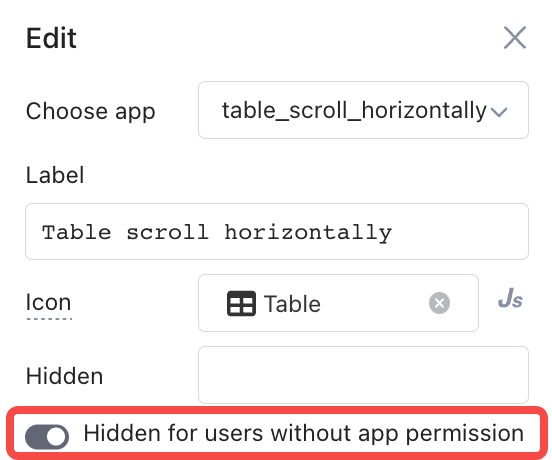 Edit
Choose app
table_scroll_horizontally
Label
Table scroll horizontally
Icon
Table
Js
Hidden
Hidden for users without app permission